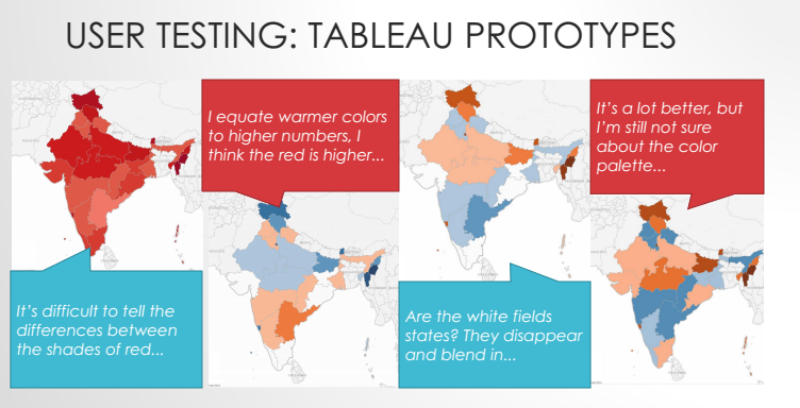 USER TESTING: TABLEAU PROTOTYPES
I equate warmer colors
to higher numbers, I
think the red is higher...
It's a lot better, but
I'm still not sure
about the color
palette...
It's difficult to tell the
differences between
the shades of red...
Are the white fields
states? They disappear
and blend in...